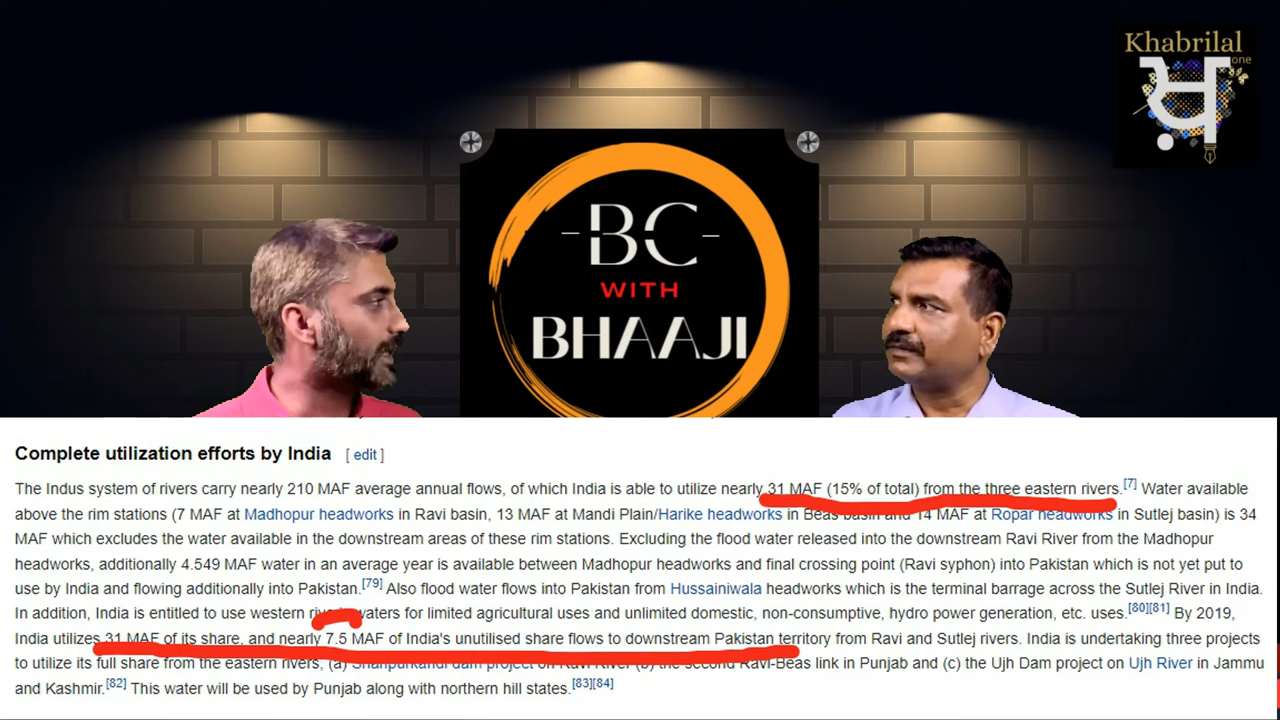 Khabrilal
one
ख़
-BC-
WITH
BHAAJI
Complete utilization efforts by India [ edit ]
The Indus system of rivers carry nearly 210 MAF average annual flows, of which India is able to utilize nearly 31 MAF (15% of total) from the three eastern rivers.[7] Water available
above the rim stations (7 MAF at Madhopur headworks in Ravi basin, 13 MAF at Mandi Plain/Harike headworks in Beas basin and 14 MAF at Ropar headworks in Sutlej basin) is 34
MAF which excludes the water available in the downstream areas of these rim stations. Excluding the flood water released into the downstream Ravi River from the Madhopur
headworks, additionally 4.549 MAF water in an average year is available between Madhopur headworks and final crossing point (Ravi syphon) into Pakistan which is not yet put to
use by India and flowing additionally into Pakistan.[79] Also flood water flows into Pakistan from Hussainiwala headworks which is the terminal barrage across the Sutlej River in India.
In addition, India is entitled to use western waters for limited agricultural uses and unlimited domestic, non-consumptive, hydro power generation, etc. uses.[80][81] By 2019,
India utilizes 31 MAF of its share, and nearly 7.5 MAF of India's unutilised share flows to downstream Pakistan territory from Ravi and Sutlej rivers. India is undertaking three projects
to utilize its full share from the eastern rivers, (a) Shahpurkandi dam project on Ravi River (b) the second Ravi-Beas link in Punjab and (c) the Ujh Dam project on Ujh River in Jammu
and Kashmir.[82] This water will be used by Punjab along with northern hill states.[83][84]